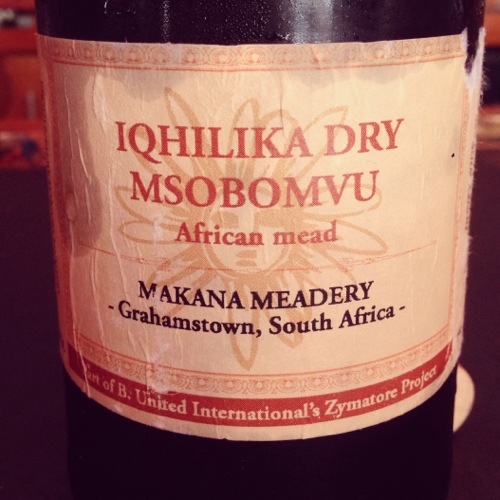 IQHILIKA DRY
MSOBOMVU
African mead
MAKANA MEADERY
- Grahamstown, South Africa -
of B. United International's Zymatore Project